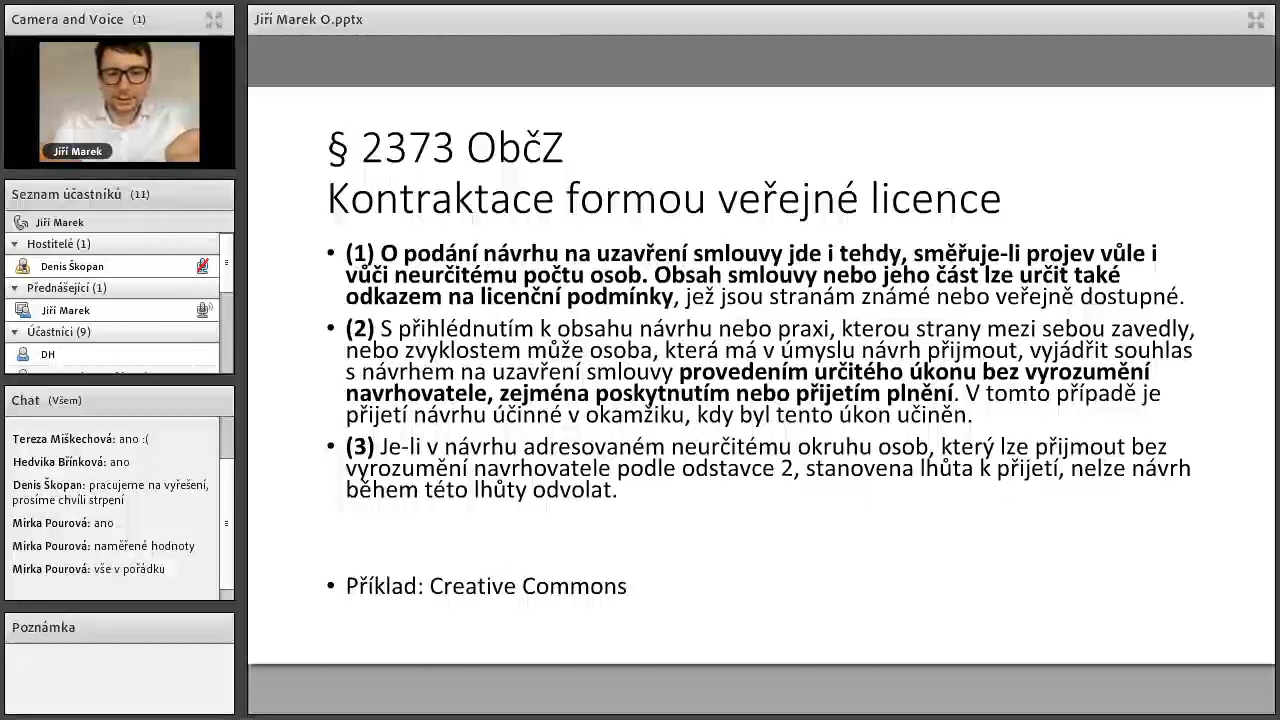 Camera and Voice (1)
Jiří Marek
Seznam účastníků (11)
Jiří Marek
Hostitelé (1)
Denis Škopan
Přednášející (1)
Jiří Marek
Účastníci (9)
DH
Chat (Všem)
Tereza Miškechová: ano :(
Hedvika Břínková: ano
Denis Škopan: pracujeme na vyřešení,
prosíme chvíli strpení
Mirka Pourová: ano
Mirka Pourová: naměřené hodnoty
Mirka Pourová: vše v pořádku
Poznámka
Jiří Marek O.pptx
§ 2373 ObčZ
Kontraktace formou veřejné licence
• (1) O podání návrhu na uzavření smlouvy jde i tehdy, směřuje-li projev vůle i
vůči neurčitému počtu osob. Obsah smlouvy nebo jeho část lze určit také
odkazem na licenční podmínky, jež jsou stranám známé nebo veřejně dostupné.
• (2) S přihlédnutím k obsahu návrhu nebo praxi, kterou strany mezi sebou zavedly,
nebo zvyklostem může osoba, která má v úmyslu návrh přijmout, vyjádřit souhlas
s návrhem na uzavření smlouvy provedením určitého úkonu bez vyrozumění
navrhovatele, zejména poskytnutím nebo přijetím plnění. V tomto případě je
přijetí návrhu účinné v okamžiku, kdy byl tento úkon učiněn.
• (3) Je-li v návrhu adresovaném neurčitému okruhu osob, který lze přijmout bez
vyrozumění navrhovatele podle odstavce 2, stanovena lhůta k přijetí, nelze návrh
během této lhůty odvolat.
• Příklad: Creative Commons